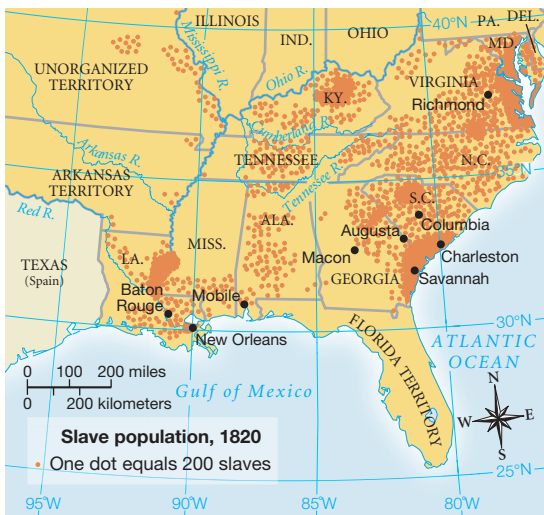 ILLINOIS
IND.
OHIO
40°N
PA.
DEL.
MD.
Mississippi R.
UNORGANIZED
TERRITORY
Ohio R.
KY.
VIRGINIA
Richmond
Cumberland R.
Arkansas R.
TENNESSEE
Tennessee R.
N.C.
35°N
ARKANSAS
TERRITORY
Red R.
S.C.
ALA.
MISS.
Augusta
Columbia
Macon
Charleston
GEORGIA
Savannah
TEXAS
(Spain)
LA.
Baton
Rouge
Mobile
New Orleans
30°N
FLORIDA
TERRITORY
ATLANTIC
OCEAN
0 100 200 miles
0 200 kilometers
Gulf of Mexico
N
W
E
S
Slave population, 1820
One dot equals 200 slaves
25°N
95°W
90°W
85°W
80°W